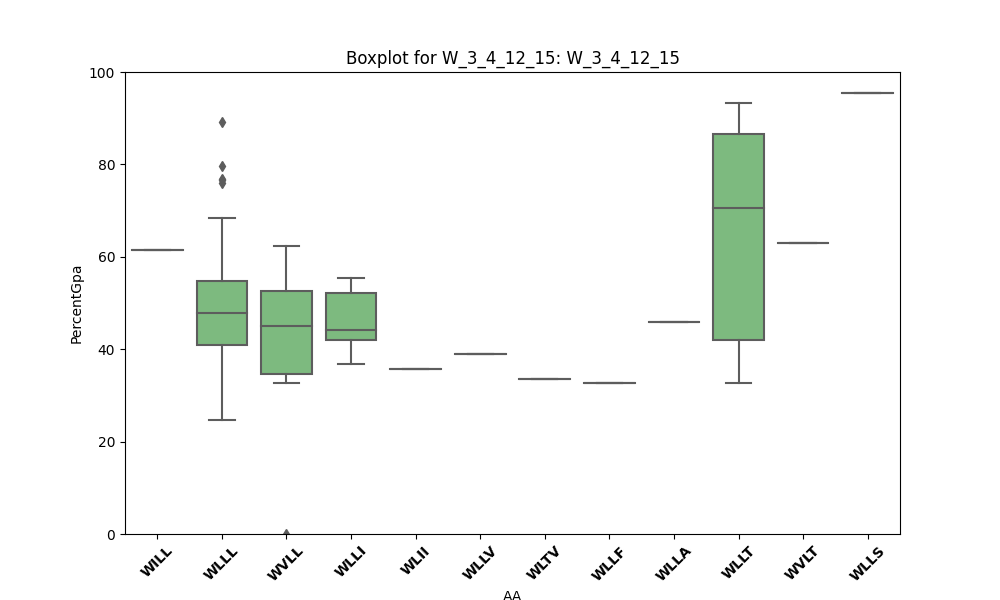 Boxplot for W_3_4_12_15: W_3_4_12_15
100
80
60
40
20
0
PercentGpa
WILL
WLLL
WVLL
WLLI
WLII
WLLV
WLTV
WLLF
WLLA
WLLT
WVLT
WLLS
AA